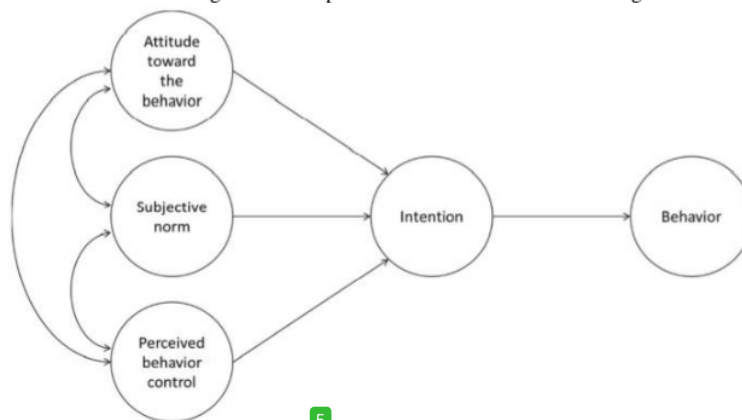 Attitude
toward
the
behavior
Subjective
norm
Intention
Behavior
Perceived
behavior
control
5